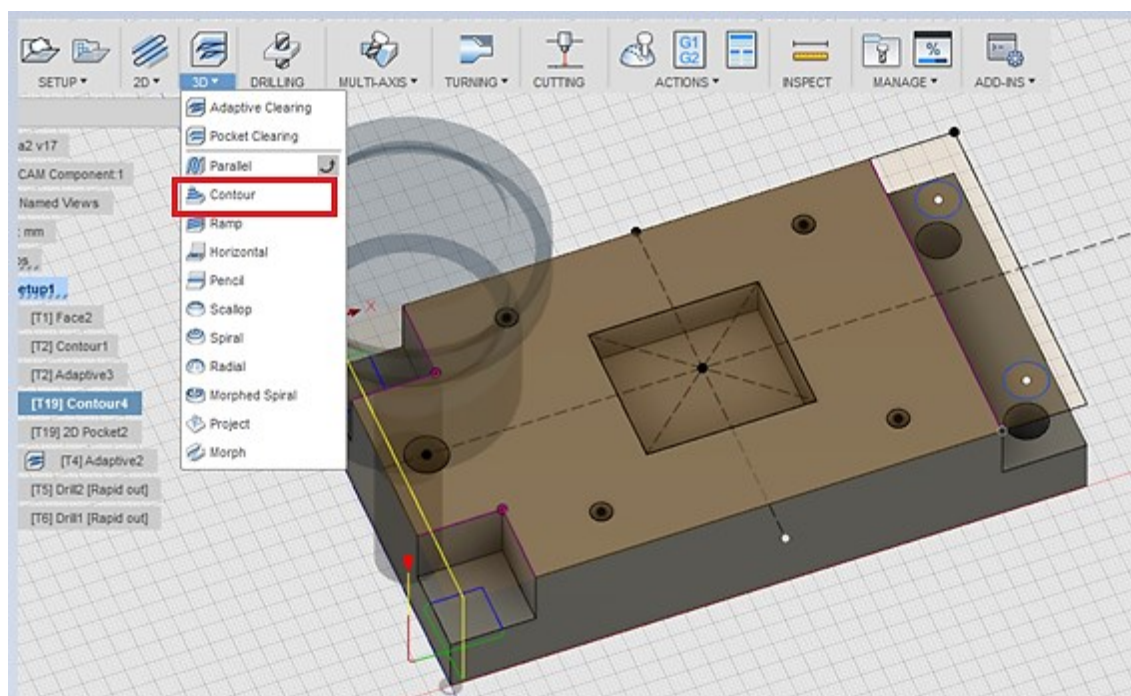 SETUP 2D 3D DRILLING MULTI-AXIS TURNING CUTTING ACTIONS INSPECT MANAGE ADD-INS
G1
G2
%
Adaptive Clearing
Pocket Clearing
Parallel
Contour
Ramp
Horizontal
Pencil
Scallop
Spiral
Radial
Morphed Spiral
Project
Morph
a2 v17
CAM Component:1
Named Views
: mm
etup1
[T1] Face2
[T2] Contour1
[T2] Adaptive3
[T19] Contour4
[T19] 2D Pocket2
[T4] Adaptive2
[T5] Drill2 [Rapid out]
[T6] Drill1 [Rapid out]
X